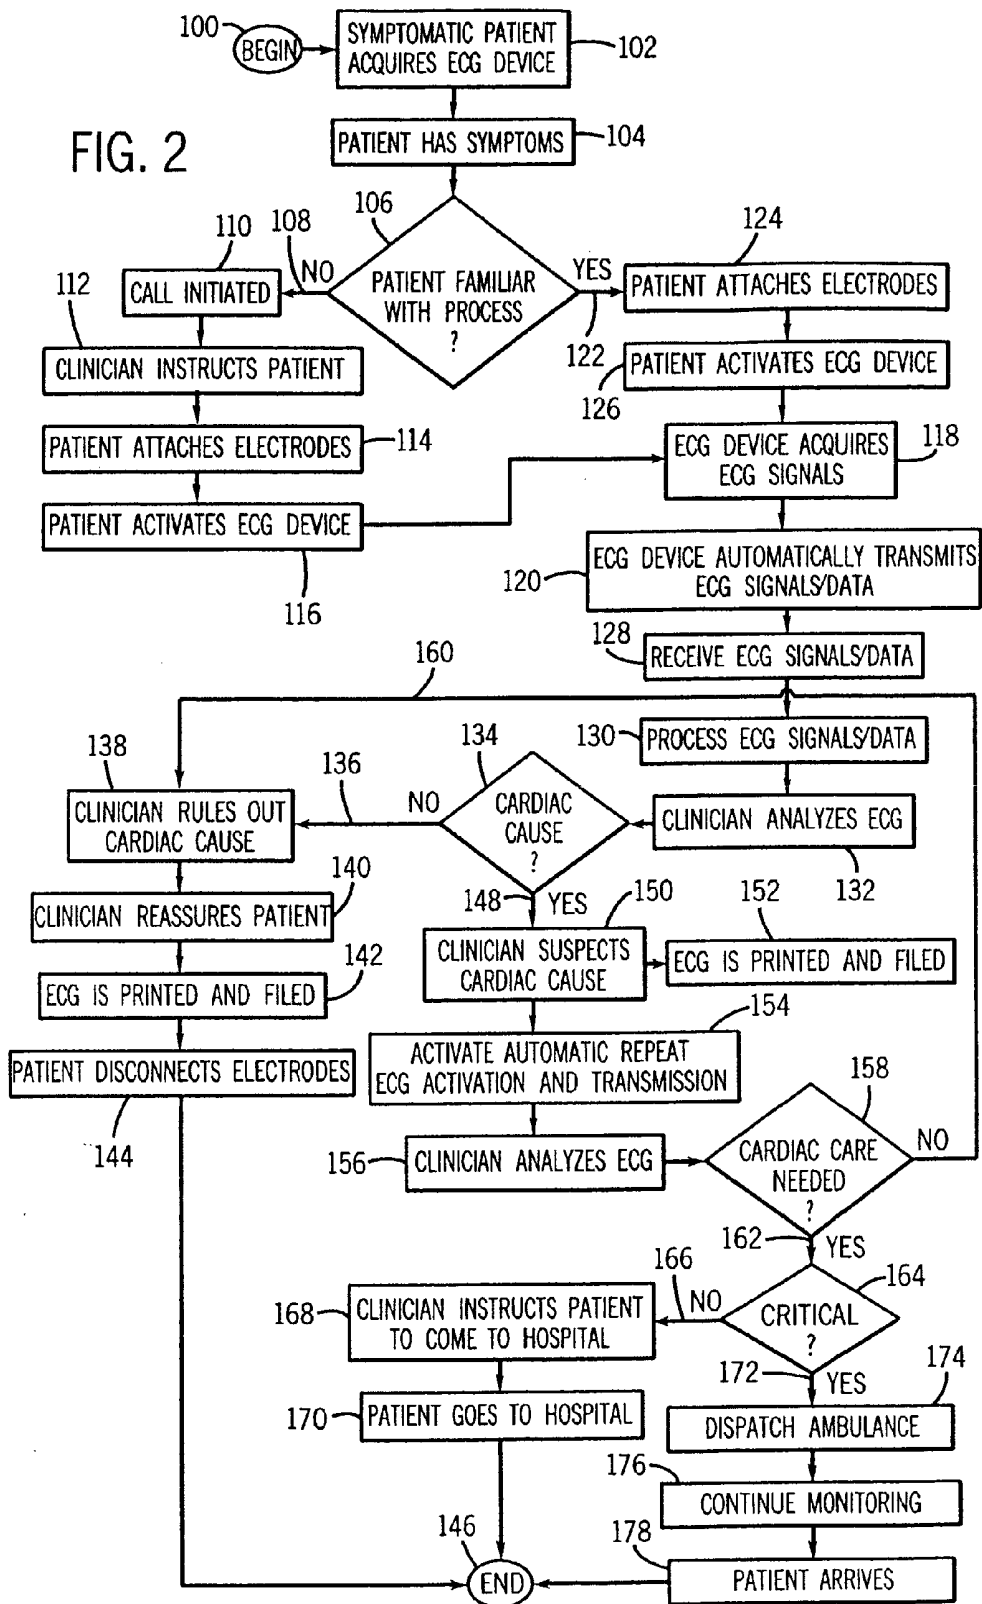 100
BEGIN
SYMPTOMATIC PATIENT
ACQUIRES ECG DEVICE
102
FIG. 2
PATIENT HAS SYMPTOMS
104
106
108
110
NO
YES
124
CALL INITIATED
PATIENT FAMILIAR
WITH PROCESS
?
PATIENT ATTACHES ELECTRODES
112
122
CLINICIAN INSTRUCTS PATIENT
PATIENT ACTIVATES ECG DEVICE
126
PATIENT ATTACHES ELECTRODES
114
ECG DEVICE ACQUIRES
ECG SIGNALS
118
PATIENT ACTIVATES ECG DEVICE
116
120
ECG DEVICE AUTOMATICALLY TRANSMITS
ECG SIGNALS/DATA
128
RECEIVE ECG SIGNALS/DATA
160
130
PROCESS ECG SIGNALS/DATA
134
136
138
NO
CLINICIAN RULES OUT
CARDIAC CAUSE
CARDIAC
CAUSE
?
CLINICIAN ANALYZES ECG
132
140
148
YES
150
152
CLINICIAN REASSURES PATIENT
CLINICIAN SUSPECTS
CARDIAC CAUSE
ECG IS PRINTED AND FILED
142
ECG IS PRINTED AND FILED
154
PATIENT DISCONNECTS ELECTRODES
144
ACTIVATE AUTOMATIC REPEAT
ECG ACTIVATION AND TRANSMISSION
158
156
CLINICIAN ANALYZES ECG
CARDIAC CARE
NEEDED
?
NO
162
YES
166
164
NO
168
CLINICIAN INSTRUCTS PATIENT
TO COME TO HOSPITAL
CRITICAL
?
172
YES
174
170
PATIENT GOES TO HOSPITAL
DISPATCH AMBULANCE
176
CONTINUE MONITORING
146
178
END
PATIENT ARRIVES